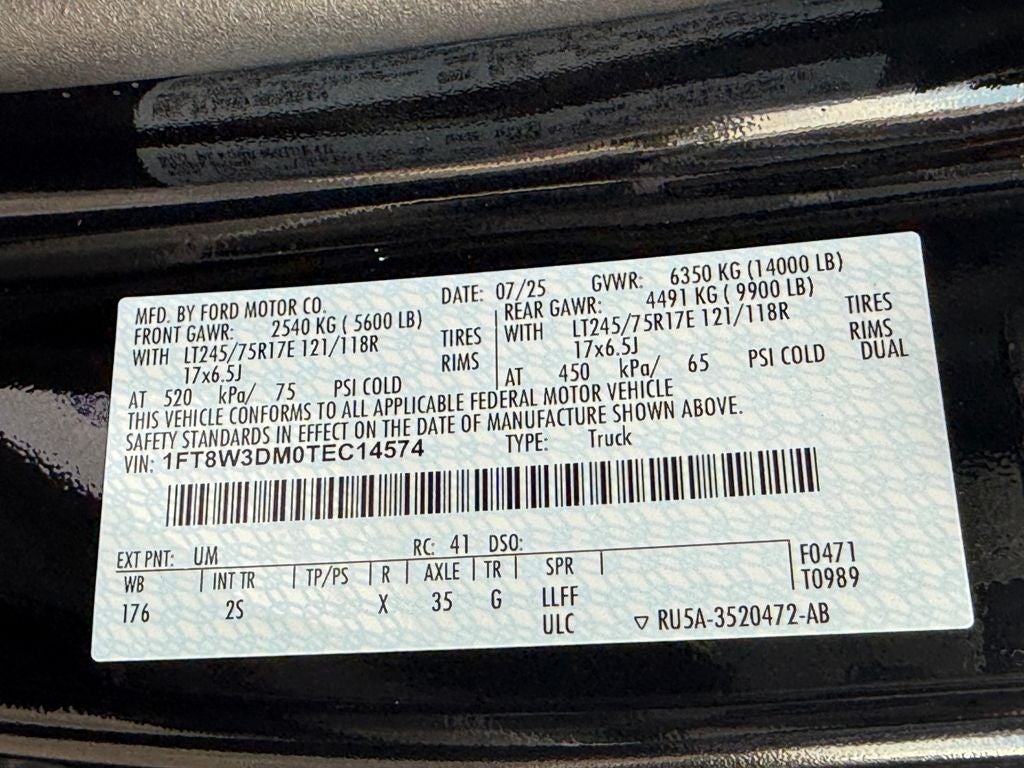 MFD. BY FORD MOTOR CO.
DATE: 07/25 GVWR: 6350 KG (14000 LB)
FRONT GAWR: 2540 KG ( 5600 LB)
WITH LT245/75R17E 121/118R TIRES
17x6.5J RIMS
AT 520 kPa/ 75 PSI COLD
REAR GAWR: 4491 KG ( 9900 LB)
WITH LT245/75R17E 121/118R TIRES
17x6.5J RIMS
AT 450 kPa/ 65 PSI COLD DUAL
THIS VEHICLE CONFORMS TO ALL APPLICABLE FEDERAL MOTOR VEHICLE
SAFETY STANDARDS IN EFFECT ON THE DATE OF MANUFACTURE SHOWN ABOVE.
VIN: 1FT8W3DM0TEC14574 TYPE: Truck
EXT PNT: UM RC: 41 DSO:
WB INT TR TP/PS R AXLE TR SPR
176 2S X 35 G LLFF
ULC
F0471
T0989
▽ RU5A-3520472-AB